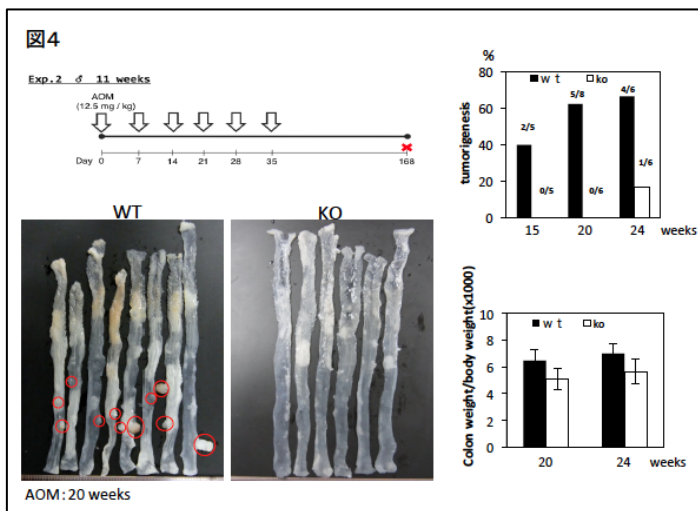 図4
Exp.2 ♂ 11 weeks
AOM
(12.5 mg / kg)
Day 0 7 14 21 28 35 168
WT
KO
AOM: 20 weeks
%
wt ko
80
60
40
20
0
tumorigenesis
2/5
0/5
5/8
0/6
4/6
1/6
15 20 24 weeks
Colon weight/body weight(x1000)
wt ko
10
8
6
4
2
0
20 24 weeks